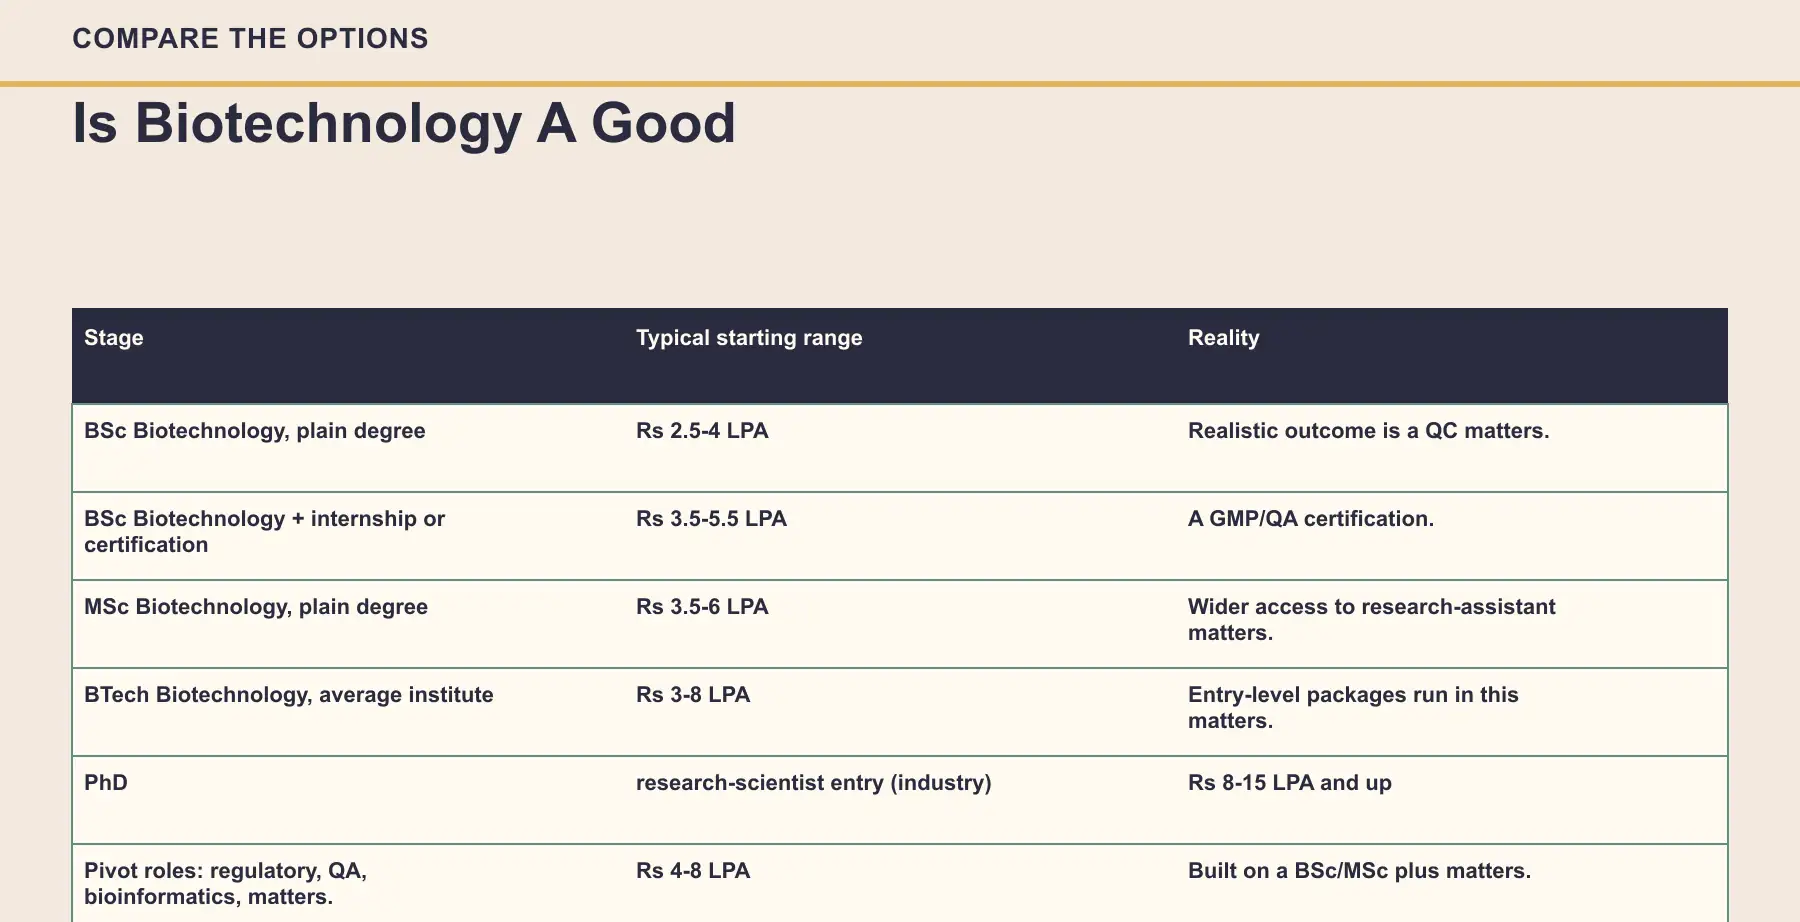 COMPARE THE OPTIONS
Is Biotechnology A Good
Stage Typical starting range Reality
BSc Biotechnology, plain degree Rs 2.5-4 LPA Realistic outcome is a QC matters.
BSc Biotechnology + internship or Rs 3.5-5.5 LPA A GMP/QA certification.
certification
MSc Biotechnology, plain degree Rs 3.5-6 LPA Wider access to research-assistant
matters.
BTech Biotechnology, average institute Rs 3-8 LPA Entry-level packages run in this
matters.
PhD research-scientist entry (industry) Rs 8-15 LPA and up
Pivot roles: regulatory, QA, Rs 4-8 LPA Built on a BSc/MSc plus matters.
bioinformatics, matters.